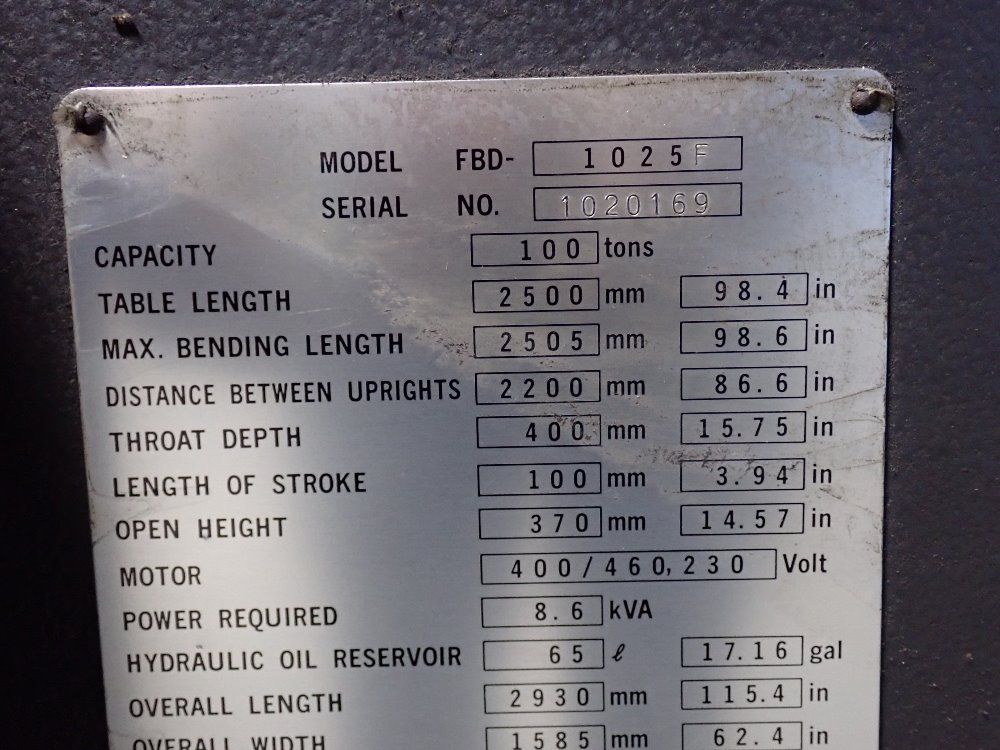 MODEL FBD- 1025F
SERIAL NO. 1020169
CAPACITY 100 tons
TABLE LENGTH 2500 mm 98.4 in
MAX. BENDING LENGTH 2505 mm 98.6 in
DISTANCE BETWEEN UPRIGHTS 2200 mm 86.6 in
THROAT DEPTH 400 mm 15.75 in
LENGTH OF STROKE 100 mm 3.94 in
OPEN HEIGHT 370 mm 14.57 in
MOTOR 400/460,230 Volt
POWER REQUIRED 8.6 kVA
HYDRAULIC OIL RESERVOIR 65 ℓ 17.16 gal
OVERALL LENGTH 2930 mm 115.4 in
OVERALL WIDTH 1585 mm 62.4 in